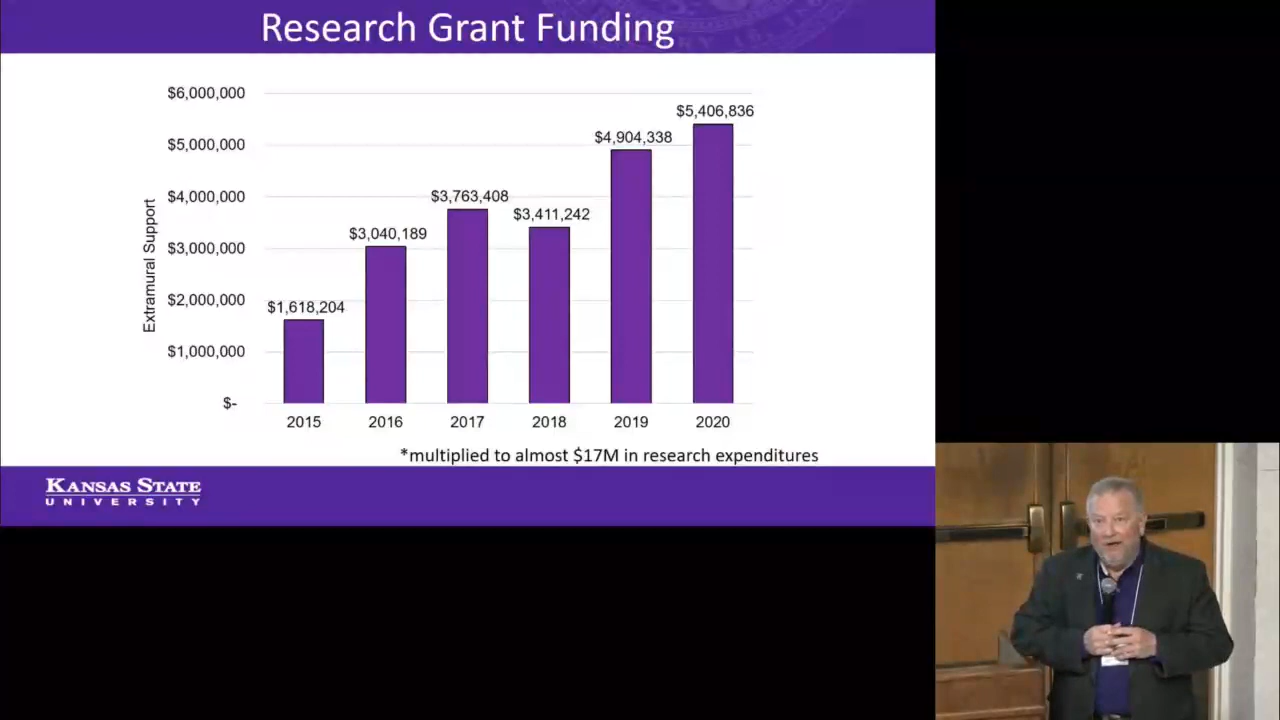 Research Grant Funding
$6,000,000
$5,000,000
$4,000,000
$3,000,000
$2,000,000
$1,000,000
$-
Extramural Support
$1,618,204
$3,040,189
$3,763,408
$3,411,242
$4,904,338
$5,406,836
2015 2016 2017 2018 2019 2020
*multiplied to almost $17M in research expenditures
KANSAS STATE
UNIVERSITY